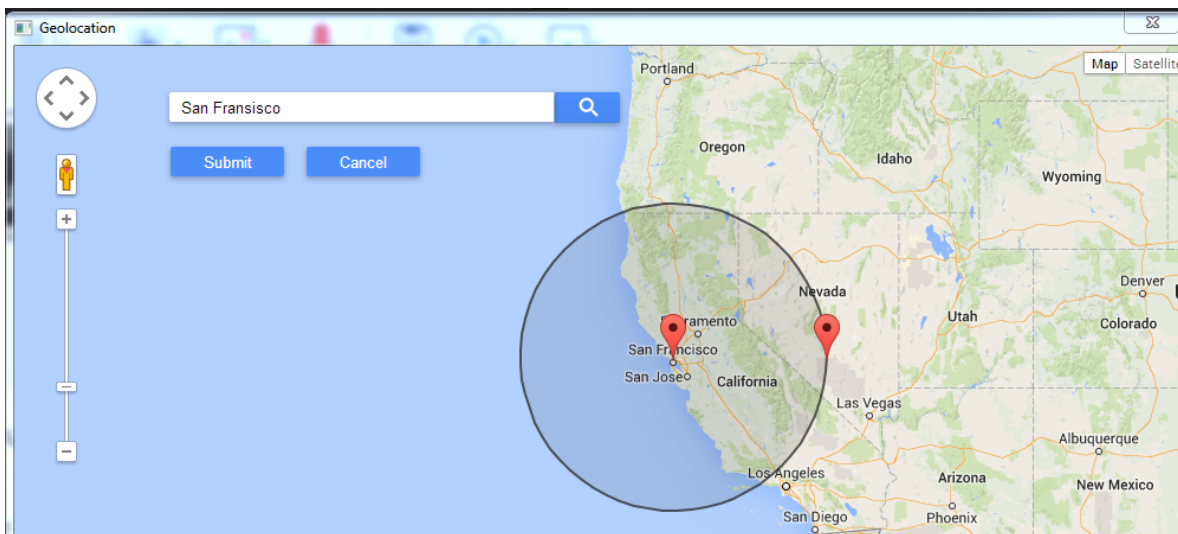 Geolocation
Map Satellite
San Fransisco
Submit Cancel
Portland
Oregon
Idaho
Wyoming
Nevada
Utah
Denver
Colorado
Sacramento
San Francisco
San Jose
California
Las Vegas
Albuquerque
Los Angeles
Arizona
New Mexico
San Diego
Phoenix